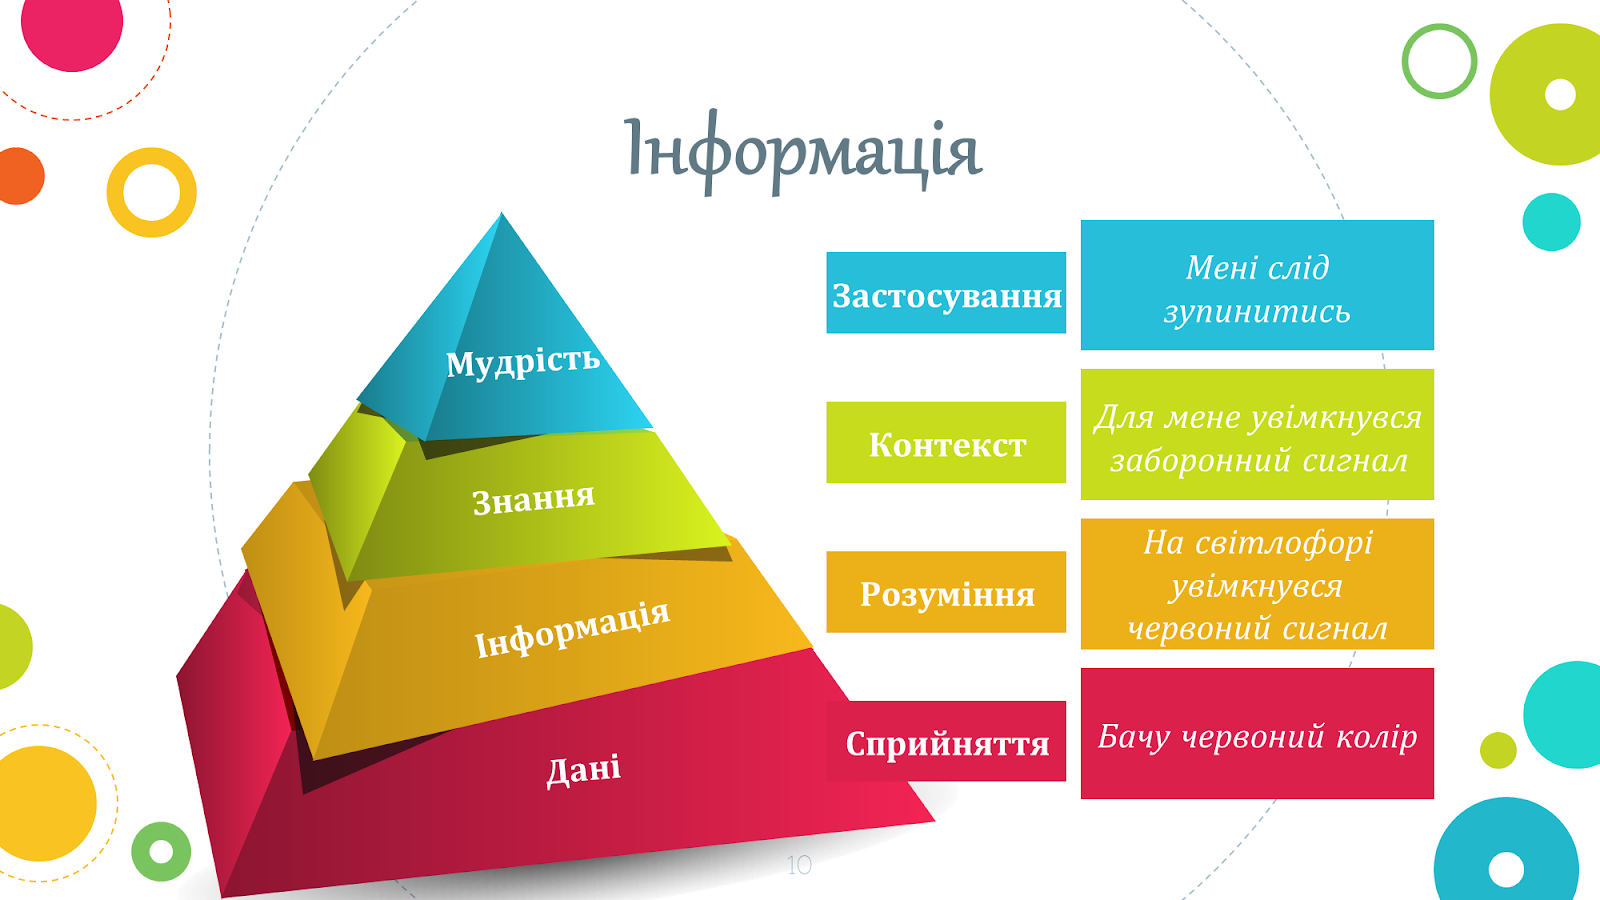 Інформація
Мудрість
Знання
Інформація
Дані
Застосування
Мені слід
зупинитись
Контекст
Для мене увімкнувся
заборонний сигнал
Розуміння
На світлофорі
увімкнувся
червоний сигнал
Сприйняття
Бачу червоний колір
10